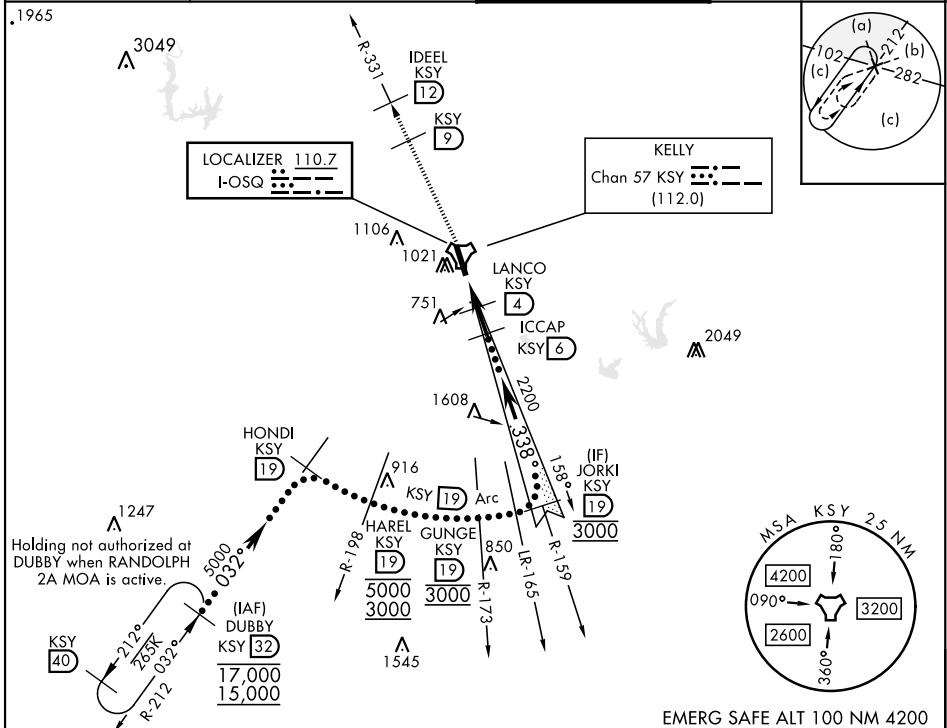 1965
3049
R-331
IDEEL
KSY
12
KSY
9
(a)
212
102
(b)
(c)
282
(c)
LOCALIZER 110.7
I-OSQ
KELLY
Chan 57 KSY
(112.0)
1106
1021
LANCO
KSY
4
751
ICCAP
KSY 6
2049
2200
1608
338°
158°
HONDI
KSY
19
(IF)
JORKI
KSY
19
3000
916
KSY 19 Arc
1247
Holding not authorized at
DUBBY when RANDOLPH
2A MOA is active.
5000
032°
R-198
HAREL
KSY
19
5000
3000
GUNGE
KSY
19
3000
850
R-173
LR-165
R-159
MSA KSY 25 NM
180°
4200
090°
3200
2600
360°
(IAF)
DUBBY
KSY 32
17,000
15,000
KSY
40
212°
265K
032°
R-212
1545
EMERG SAFE ALT 100 NM 4200